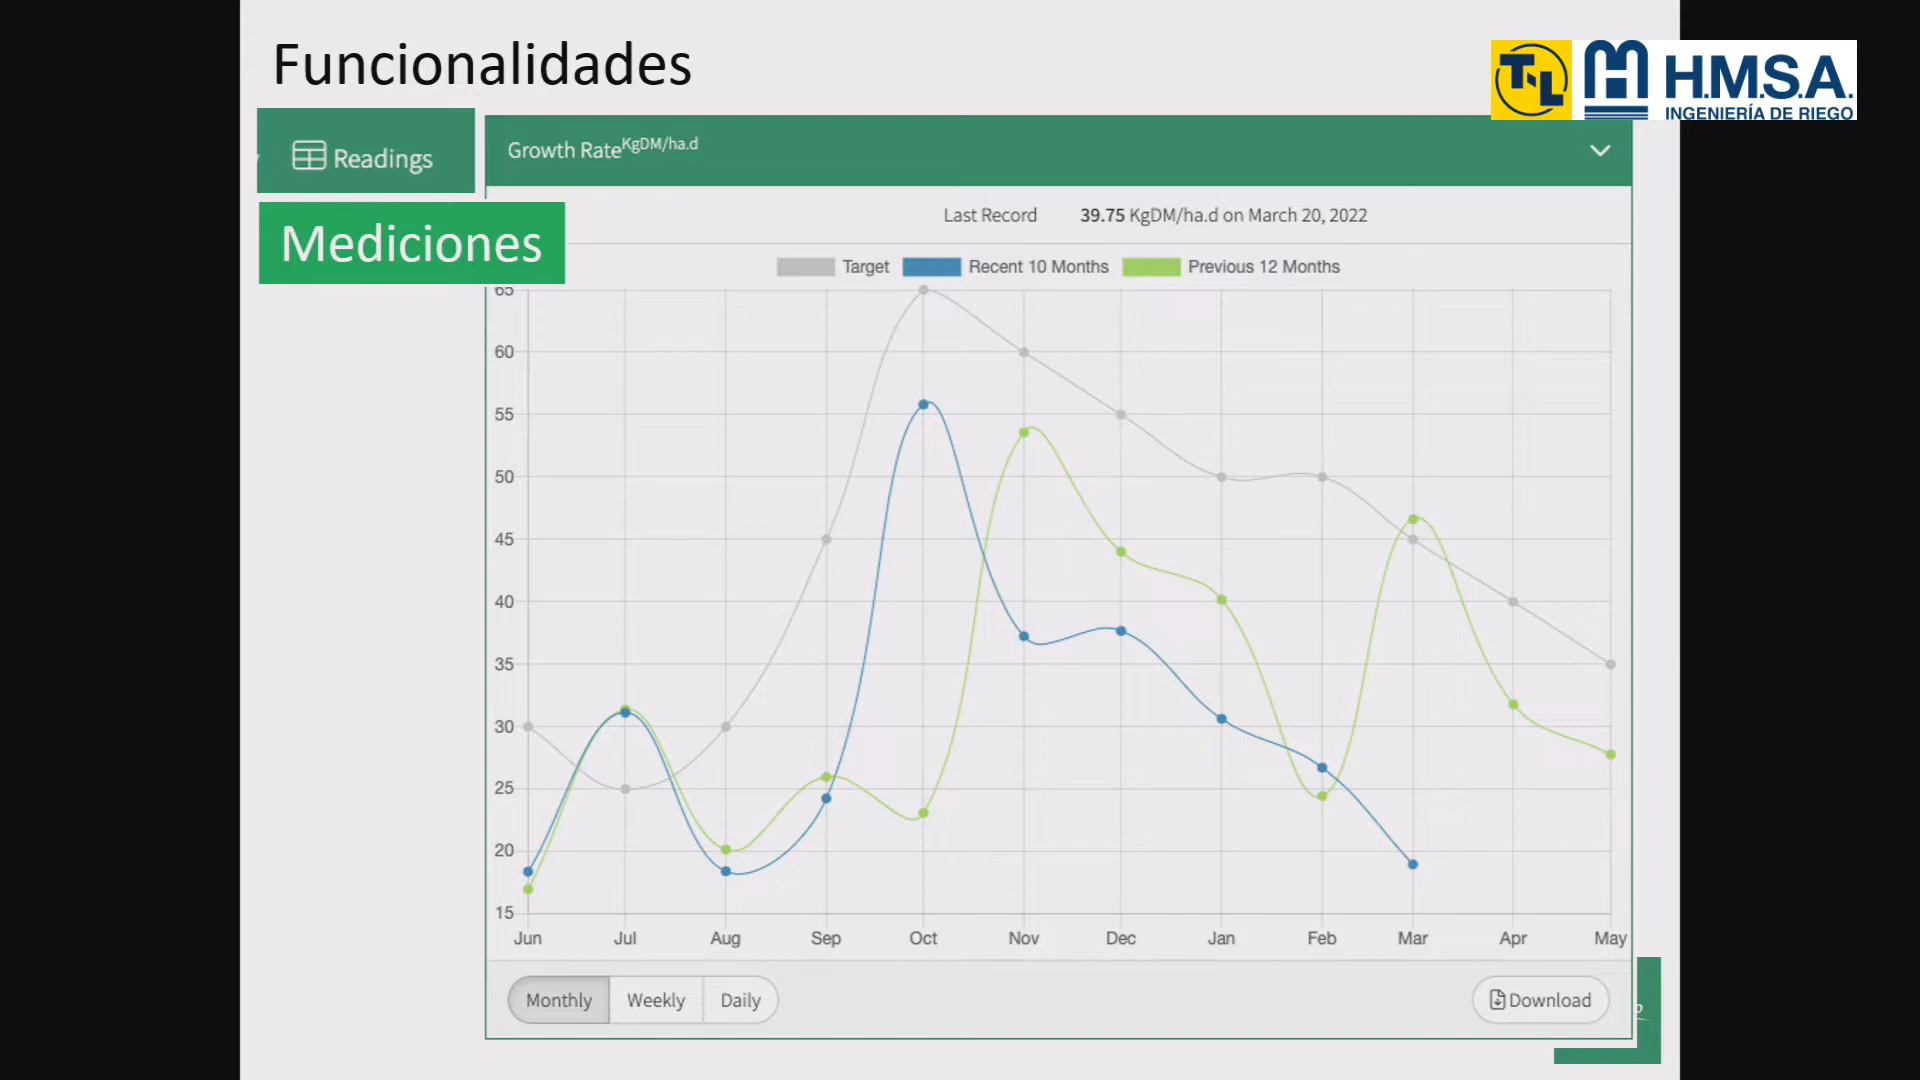 Funcionalidades
T-L
H.M.S.A.
INGENIERÍA DE RIEGO
Readings
Growth Rate KgDM/ha.d
Mediciones
Last Record 39.75 KgDM/ha.d on March 20, 2022
Target Recent 10 Months Previous 12 Months
65
60
55
50
45
40
35
30
25
20
15
Jun Jul Aug Sep Oct Nov Dec Jan Feb Mar Apr May
Monthly Weekly Daily Download